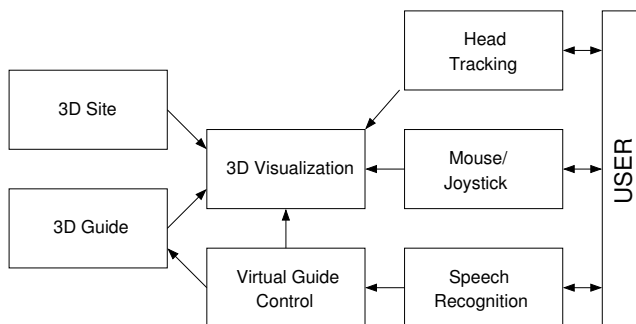 Head
Tracking
3D Site
3D Visualization
Mouse/
Joystick
USER
3D Guide
Virtual Guide
Control
Speech
Recognition